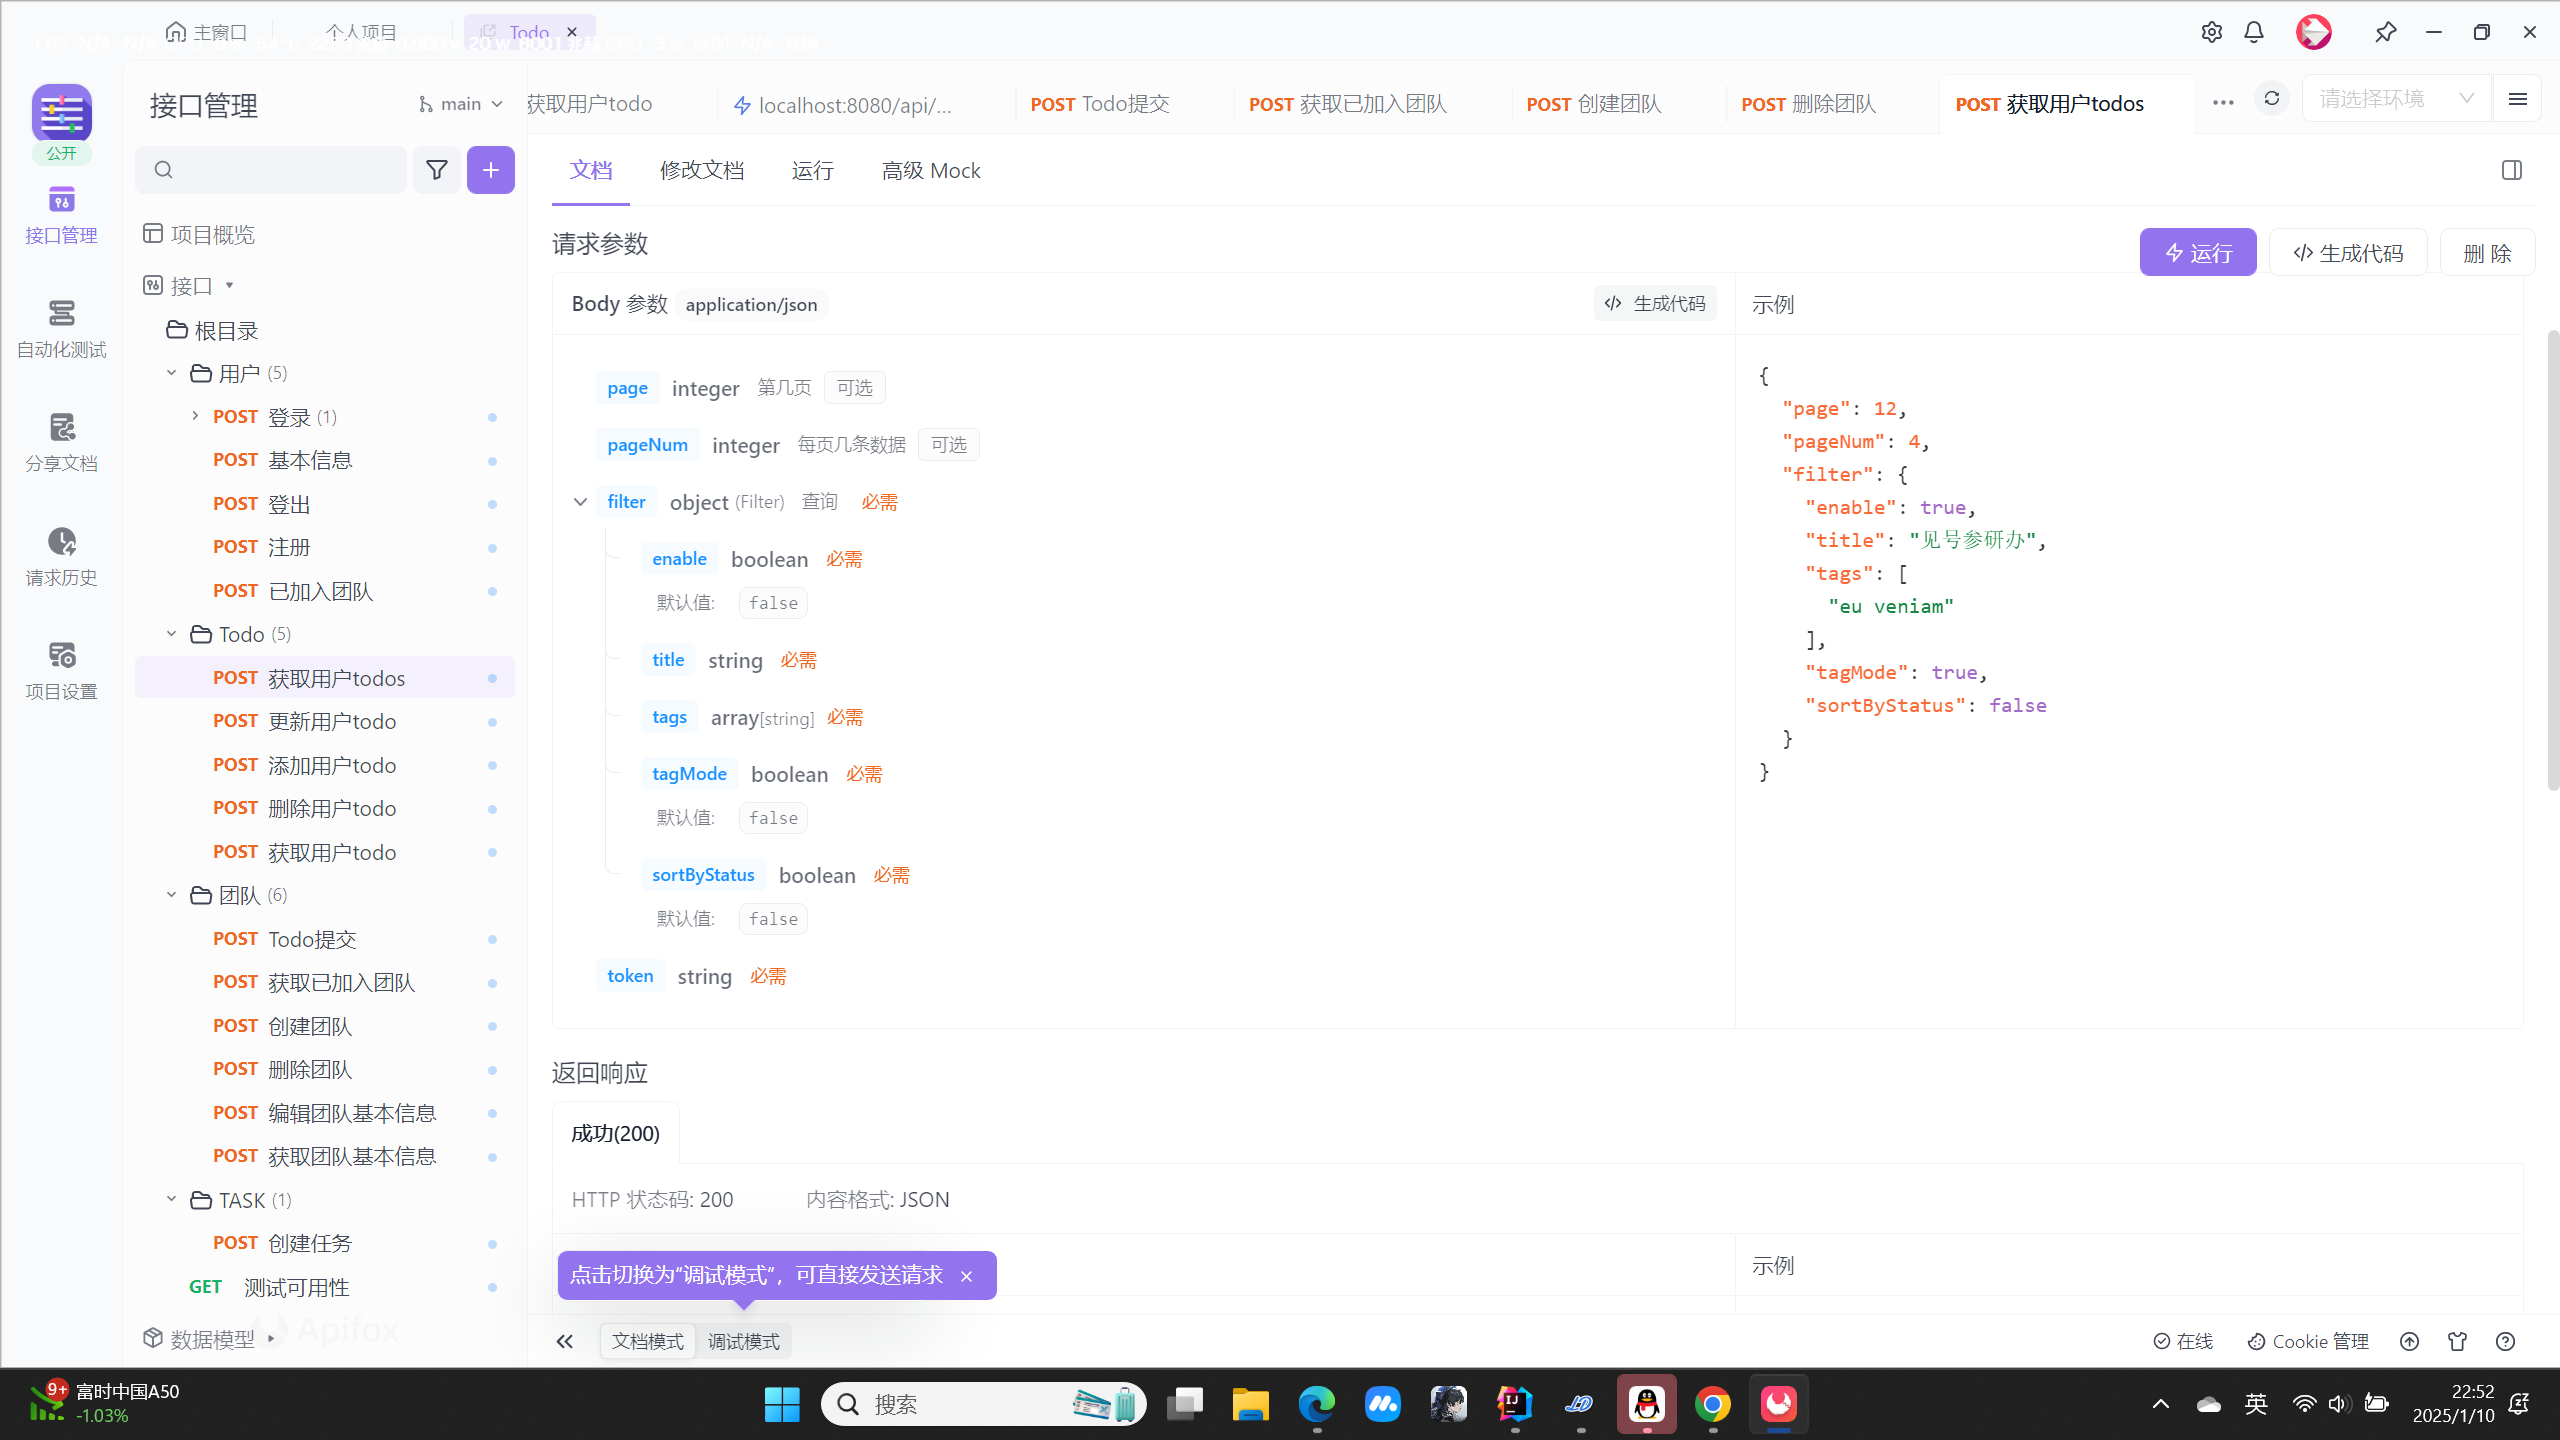 主窗口
个人项目
Todo
接口管理
main
获取用户todo
localhost:8080/api/...
POST Todo提交
POST 获取已加入团队
POST 创建团队
POST 删除团队
POST 获取用户todos
请选择环境
公开
接口管理
自动化测试
分享文档
请求历史
项目设置
项目概览
接口
根目录
用户 (5)
POST 登录 (1)
POST 基本信息
POST 登出
POST 注册
POST 已加入团队
Todo (5)
POST 获取用户todos
POST 更新用户todo
POST 添加用户todo
POST 删除用户todo
POST 获取用户todo
团队 (6)
POST Todo提交
POST 获取已加入团队
POST 创建团队
POST 删除团队
POST 编辑团队基本信息
POST 获取团队基本信息
TASK (1)
POST 创建任务
GET 测试可用性
数据模型
Apifox
文档 修改文档 运行 高级 Mock
请求参数
运行
生成代码
删 除
Body 参数 application/json
生成代码
示例
page integer 第几页 可选
pageNum integer 每页几条数据 可选
filter object (Filter) 查询 必需
enable boolean 必需
默认值: false
title string 必需
tags array[string] 必需
tagMode boolean 必需
默认值: false
sortByStatus boolean 必需
默认值: false
token string 必需
{
"page": 12,
"pageNum": 4,
"filter": {
"enable": true,
"title": "见号参研办",
"tags": [
"eu veniam"
],
"tagMode": true,
"sortByStatus": false
}
}
返回响应
成功(200)
HTTP 状态码: 200 内容格式: JSON
示例
点击切换为“调试模式”，可直接发送请求
文档模式 调试模式
在线
Cookie 管理
9+
富时中国A50
-1.03%
搜索
英
22:52
2025/1/10